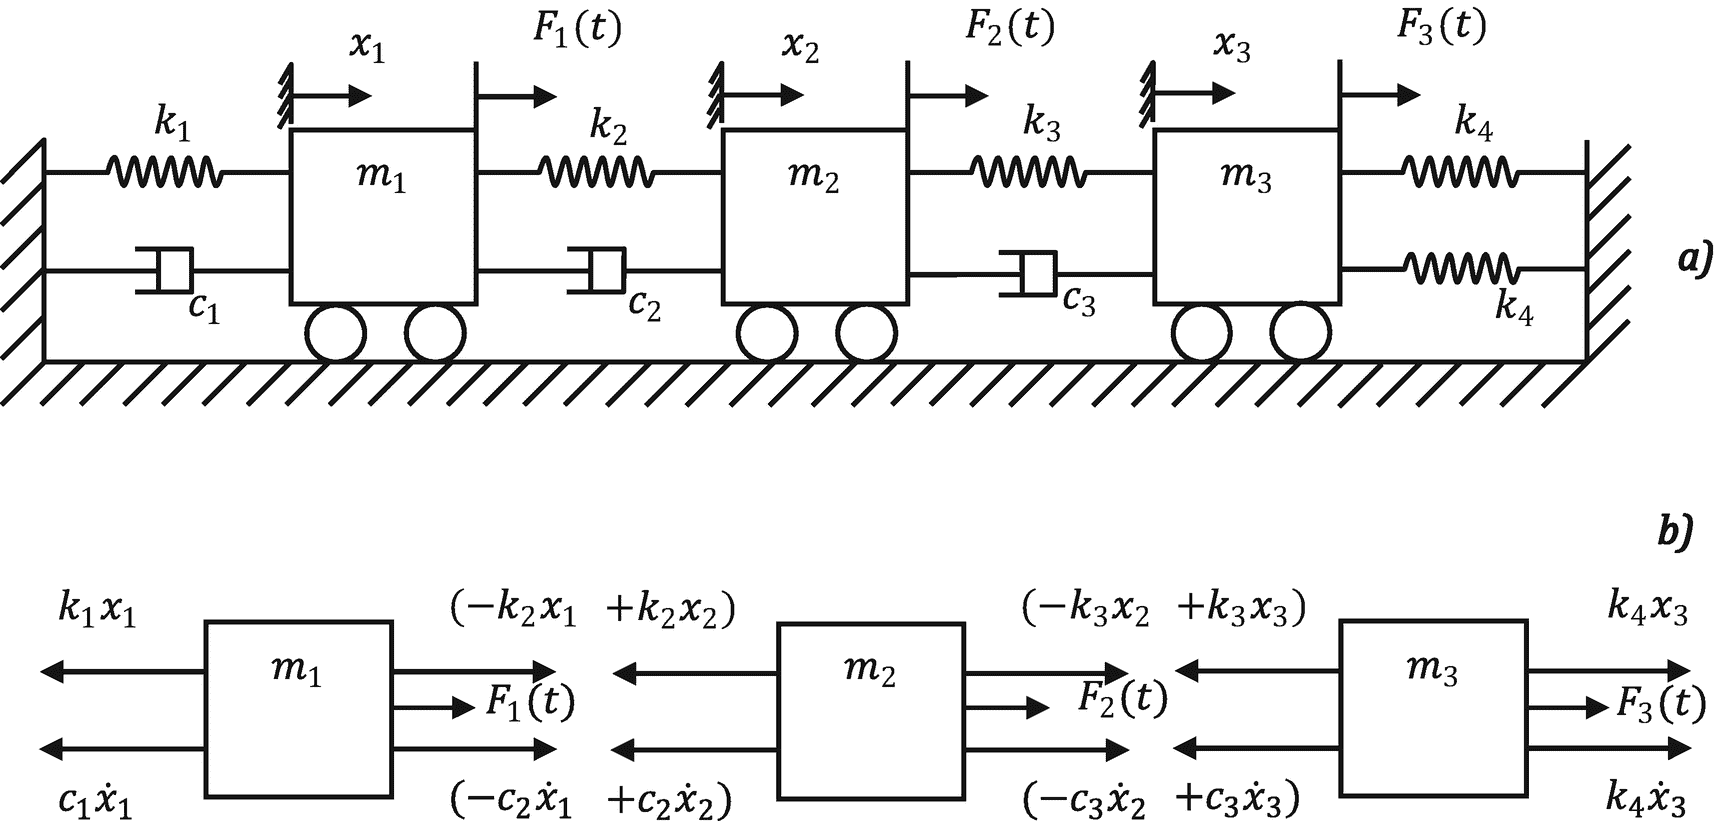 x₁ F₁(t) x₂ F₂(t) x₃ F₃(t)
k₁ k₂ k₃ k₄
m₁ m₂ m₃
a)
c₁ c₂ c₃ k₄
b)
k₁x₁ (−k₂x₁ +k₂x₂) (−k₃x₂ +k₃x₃) k₄x₃
m₁ m₂ m₃
F₁(t) F₂(t) F₃(t)
c₁ẋ₁ (−c₂ẋ₁ +c₂ẋ₂) (−c₃ẋ₂ +c₃ẋ₃) k₄ẋ₃